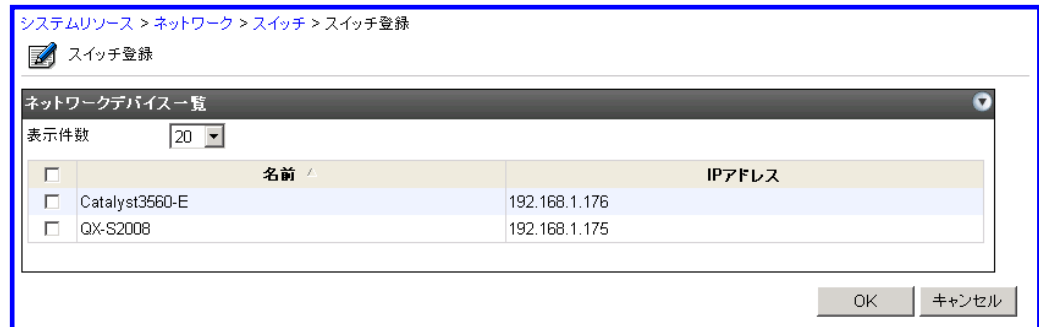 システムリソース > ネットワーク > スイッチ > スイッチ登録
スイッチ登録
ネットワークデバイス一覧
表示件数 20
名前 IPアドレス
Catalyst3560-E 192.168.1.176
QX-S2008 192.168.1.175
OK キャンセル